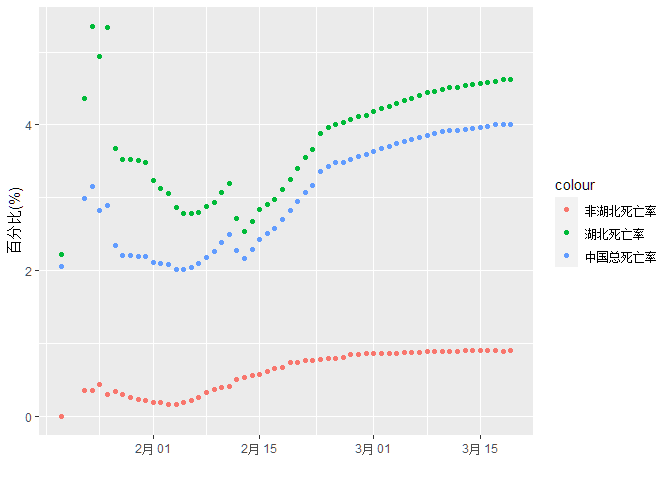 百分比(%)
4
2
0
2月 01
2月 15
3月 01
3月 15
colour
非湖北死亡率
湖北死亡率
中国总死亡率